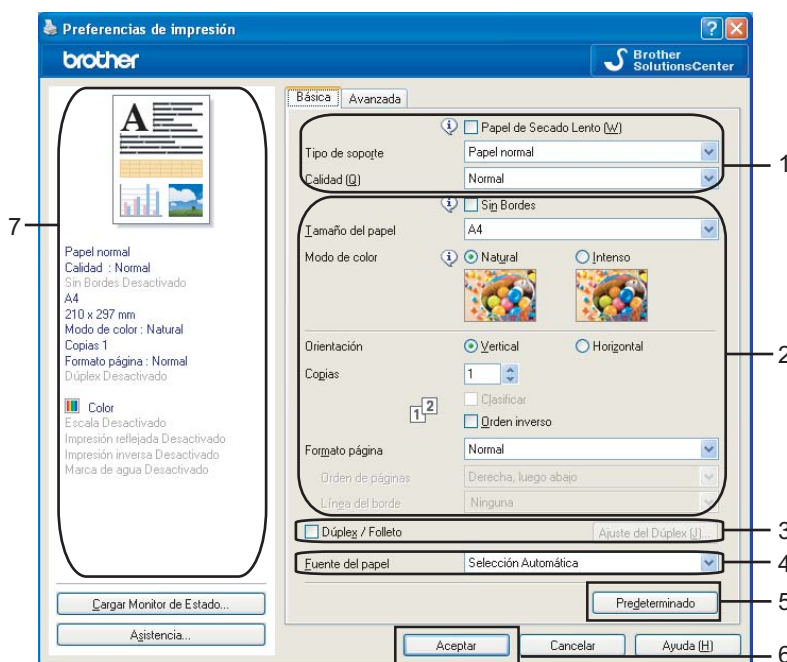 Preferencias de impresión
brother
Brother
SolutionsCenter
7
A
Papel normal
Calidad : Normal
Sin Bordes Desactivado
A4
210 x 297 mm
Modo de color : Natural
Copias 1
Formato página : Normal
Dúplex Desactivado
Color
Escala Desactivado
Impresión reflejada Desactivado
Impresión inversa Desactivado
Marca de agua Desactivado
Cargar Monitor de Estado...
Asistencia...
Básica Avanzada
Papel de Secado Lento (W)
Tipo de soporte Papel normal
1
Calidad (Q) Normal
Sin Bordes
Tamaño del papel A4
Modo de color Natural Intenso
Orientación Vertical Horizontal
2
Copias 1
Clasificar
1 2
Orden inverso
Formato página Normal
Orden de páginas Derecha, luego abajo
Línea del borde Ninguna
Dúplex / Folleto Ajuste del Dúplex (J)...
3
Fuente del papel Selección Automática
4
Predeterminado
5
Aceptar Cancelar Ayuda (H)
6